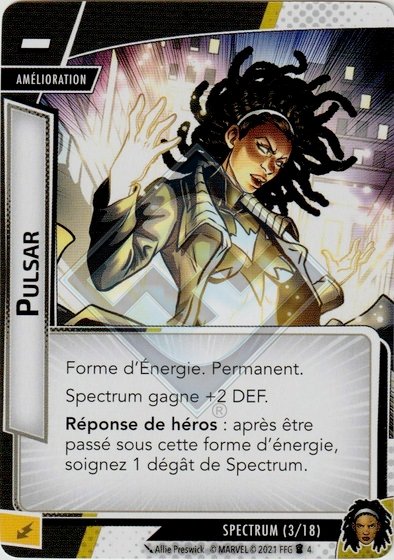 AMÉLIORATION
PULSAR
Forme d'Énergie. Permanent.
Spectrum gagne +2 DEF.
Réponse de héros : après être
passé sous cette forme d'énergie,
soignez 1 dégât de Spectrum.
®
SPECTRUM (3/18)
Allie Preswick © MARVEL © 2021 FFG 4